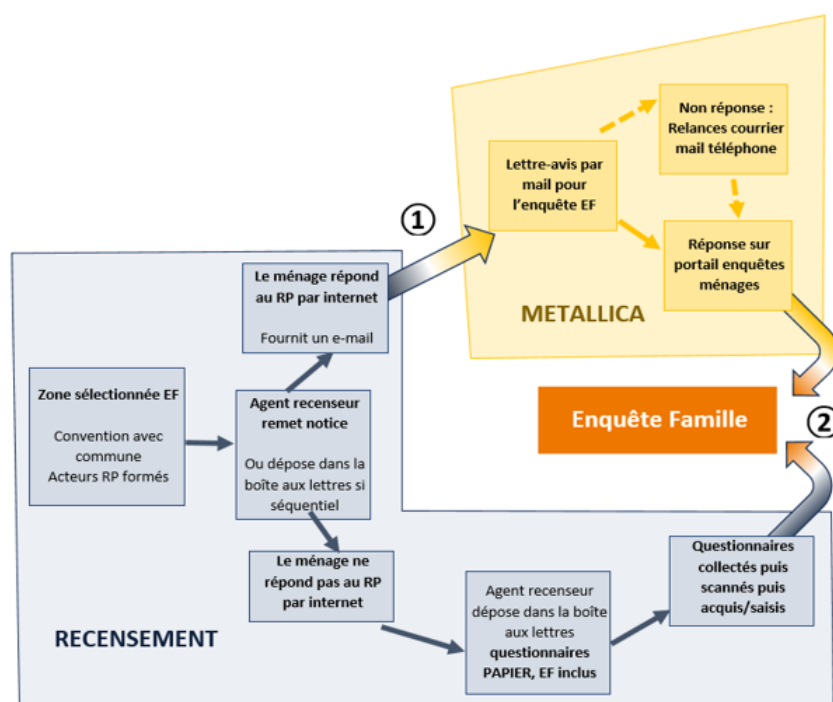 Non réponse :
Relances courrier
mail téléphone
Lettre-avis par
mail pour
l'enquête EF
①
Réponse sur
portail enquêtes
ménages
Le ménage répond
au RP par internet
Fournit un e-mail
METALLICA
Zone sélectionnée EF
Convention avec
commune
Acteurs RP formés
Agent recenseur
remet notice
Ou dépose dans la
boîte aux lettres si
séquentiel
Enquête Famille
②
Le ménage ne
répond pas au RP
par internet
Questionnaires
collectés puis
scannés puis
acquis/saisis
Agent recenseur
dépose dans la boîte
aux lettres
questionnaires
PAPIER, EF inclus
RECENSEMENT